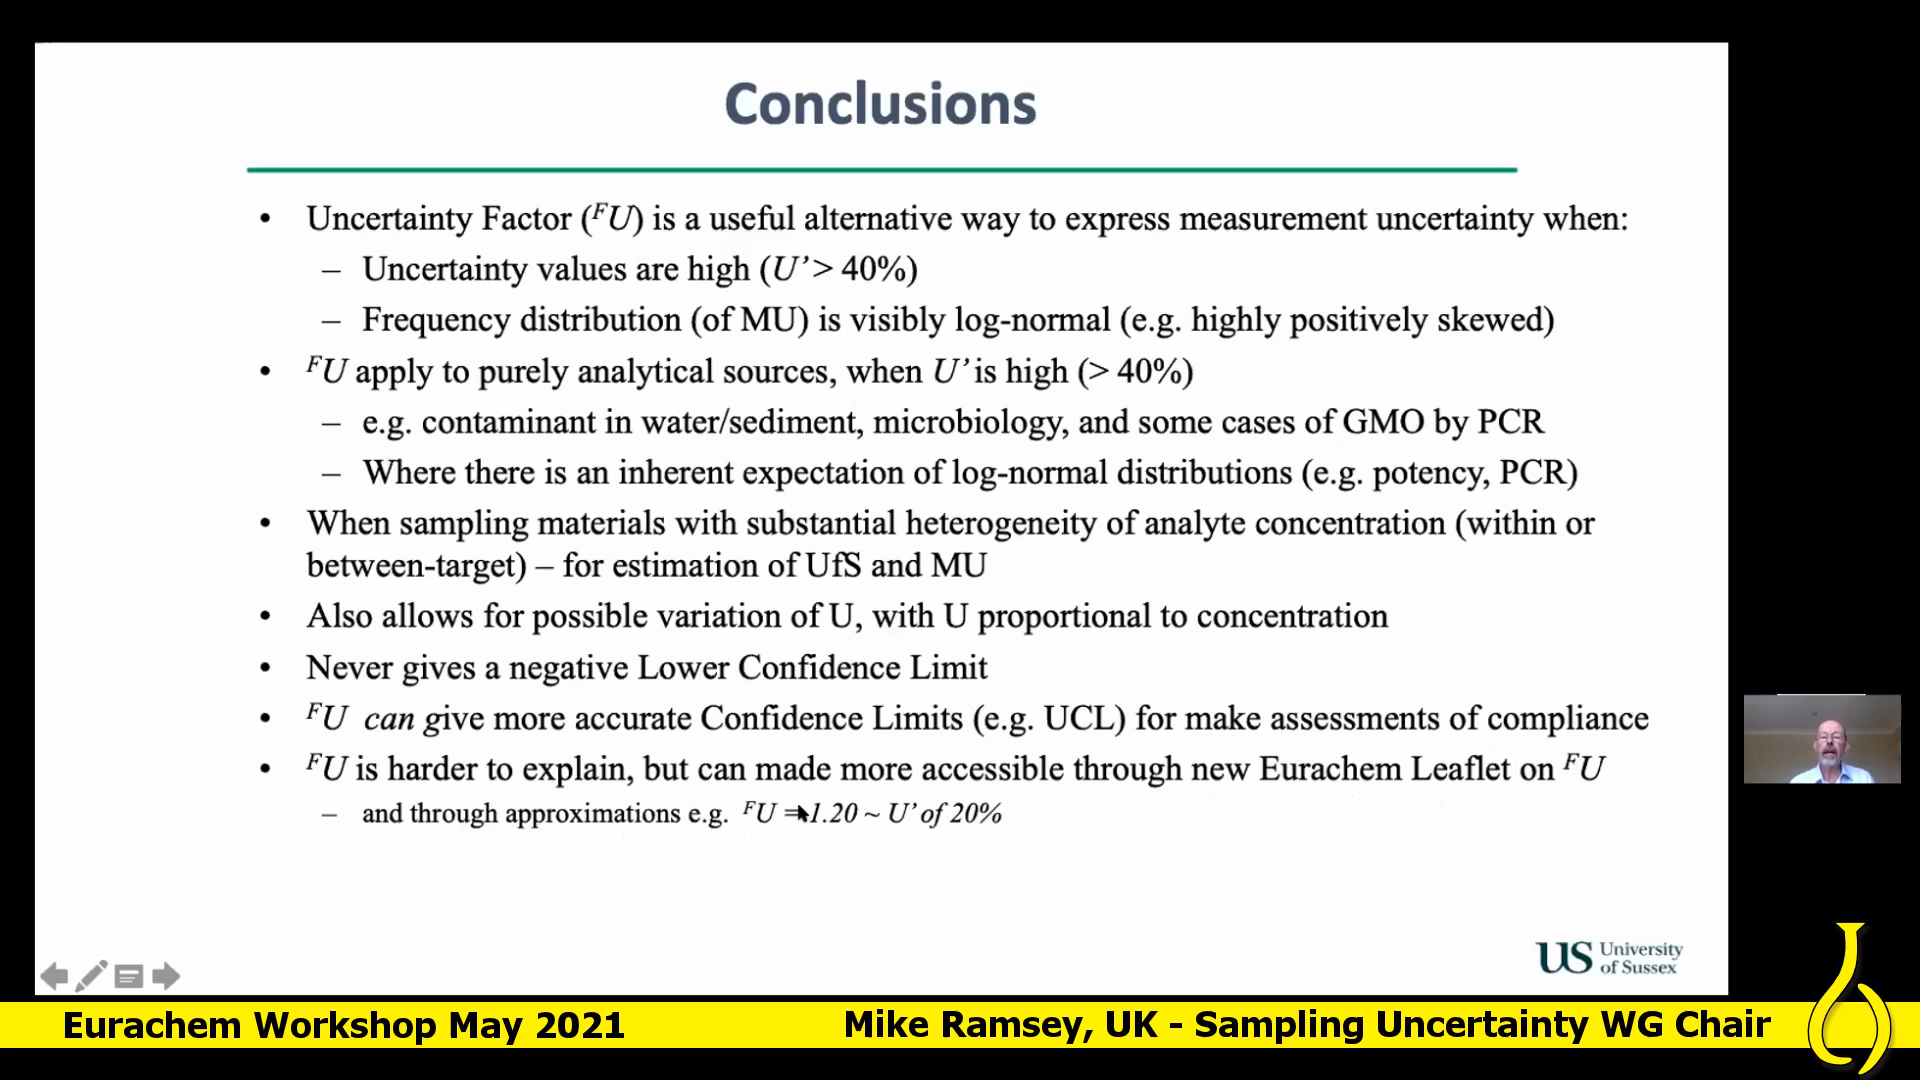 Conclusions
• Uncertainty Factor (ᶠU) is a useful alternative way to express measurement uncertainty when:
– Uncertainty values are high (U’ > 40%)
– Frequency distribution (of MU) is visibly log-normal (e.g. highly positively skewed)
• ᶠU apply to purely analytical sources, when U’ is high (> 40%)
– e.g. contaminant in water/sediment, microbiology, and some cases of GMO by PCR
– Where there is an inherent expectation of log-normal distributions (e.g. potency, PCR)
• When sampling materials with substantial heterogeneity of analyte concentration (within or
between-target) – for estimation of UfS and MU
• Also allows for possible variation of U, with U proportional to concentration
• Never gives a negative Lower Confidence Limit
• ᶠU can give more accurate Confidence Limits (e.g. UCL) for make assessments of compliance
• ᶠU is harder to explain, but can made more accessible through new Eurachem Leaflet on ᶠU
– and through approximations e.g. ᶠU = 1.20 ~ U’ of 20%
US University
of Sussex
Eurachem Workshop May 2021
Mike Ramsey, UK - Sampling Uncertainty WG Chair